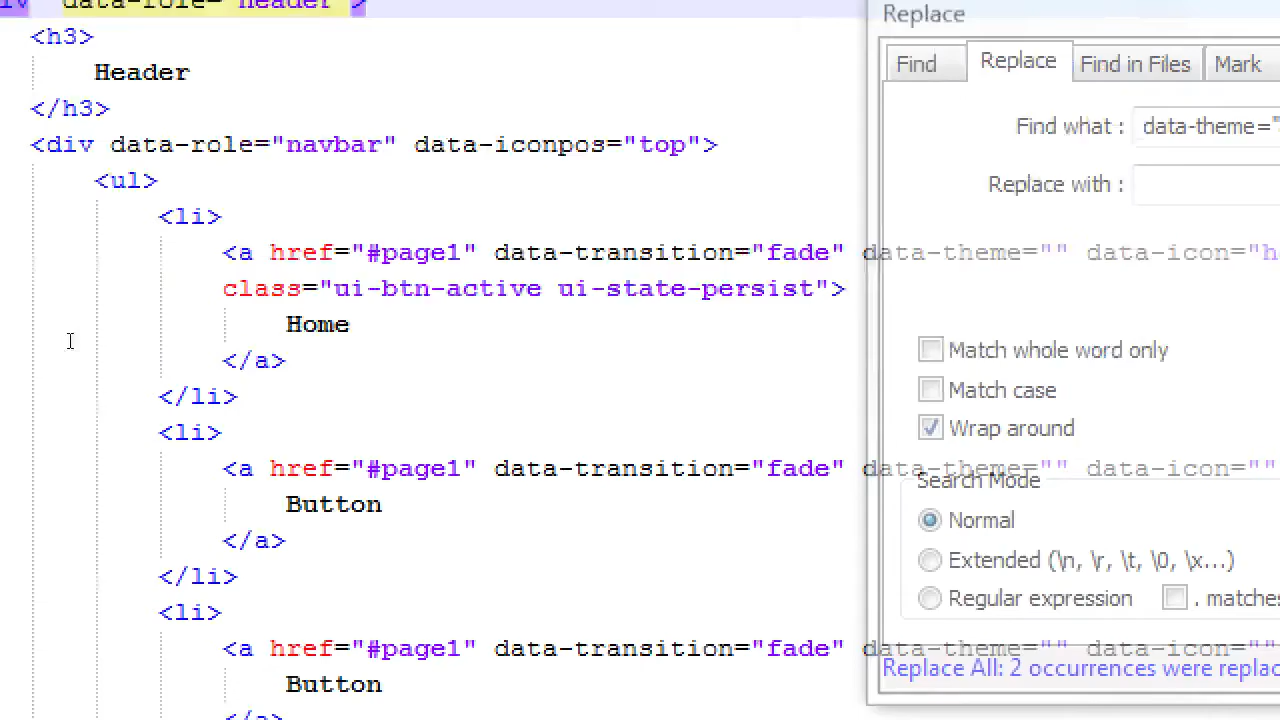 data-role="header">
<h3>
Header
</h3>
<div data-role="navbar" data-iconpos="top">
<ul>
<li>
<a href="#page1" data-transition="fade" data-theme="" data-icon="h
class="ui-btn-active ui-state-persist">
Home
</a>
</li>
<li>
<a href="#page1" data-transition="fade" data-theme="" data-icon=""
Button
</a>
</li>
<li>
<a href="#page1" data-transition="fade" data-theme="" data-icon=""
Button
</a>
Replace
Find Replace Find in Files Mark
Find what : data-theme="
Replace with :
Match whole word only
Match case
Wrap around
Search Mode
Normal
Extended (\n, \r, \t, \0, \x...)
Regular expression . matches
Replace All: 2 occurrences were replac